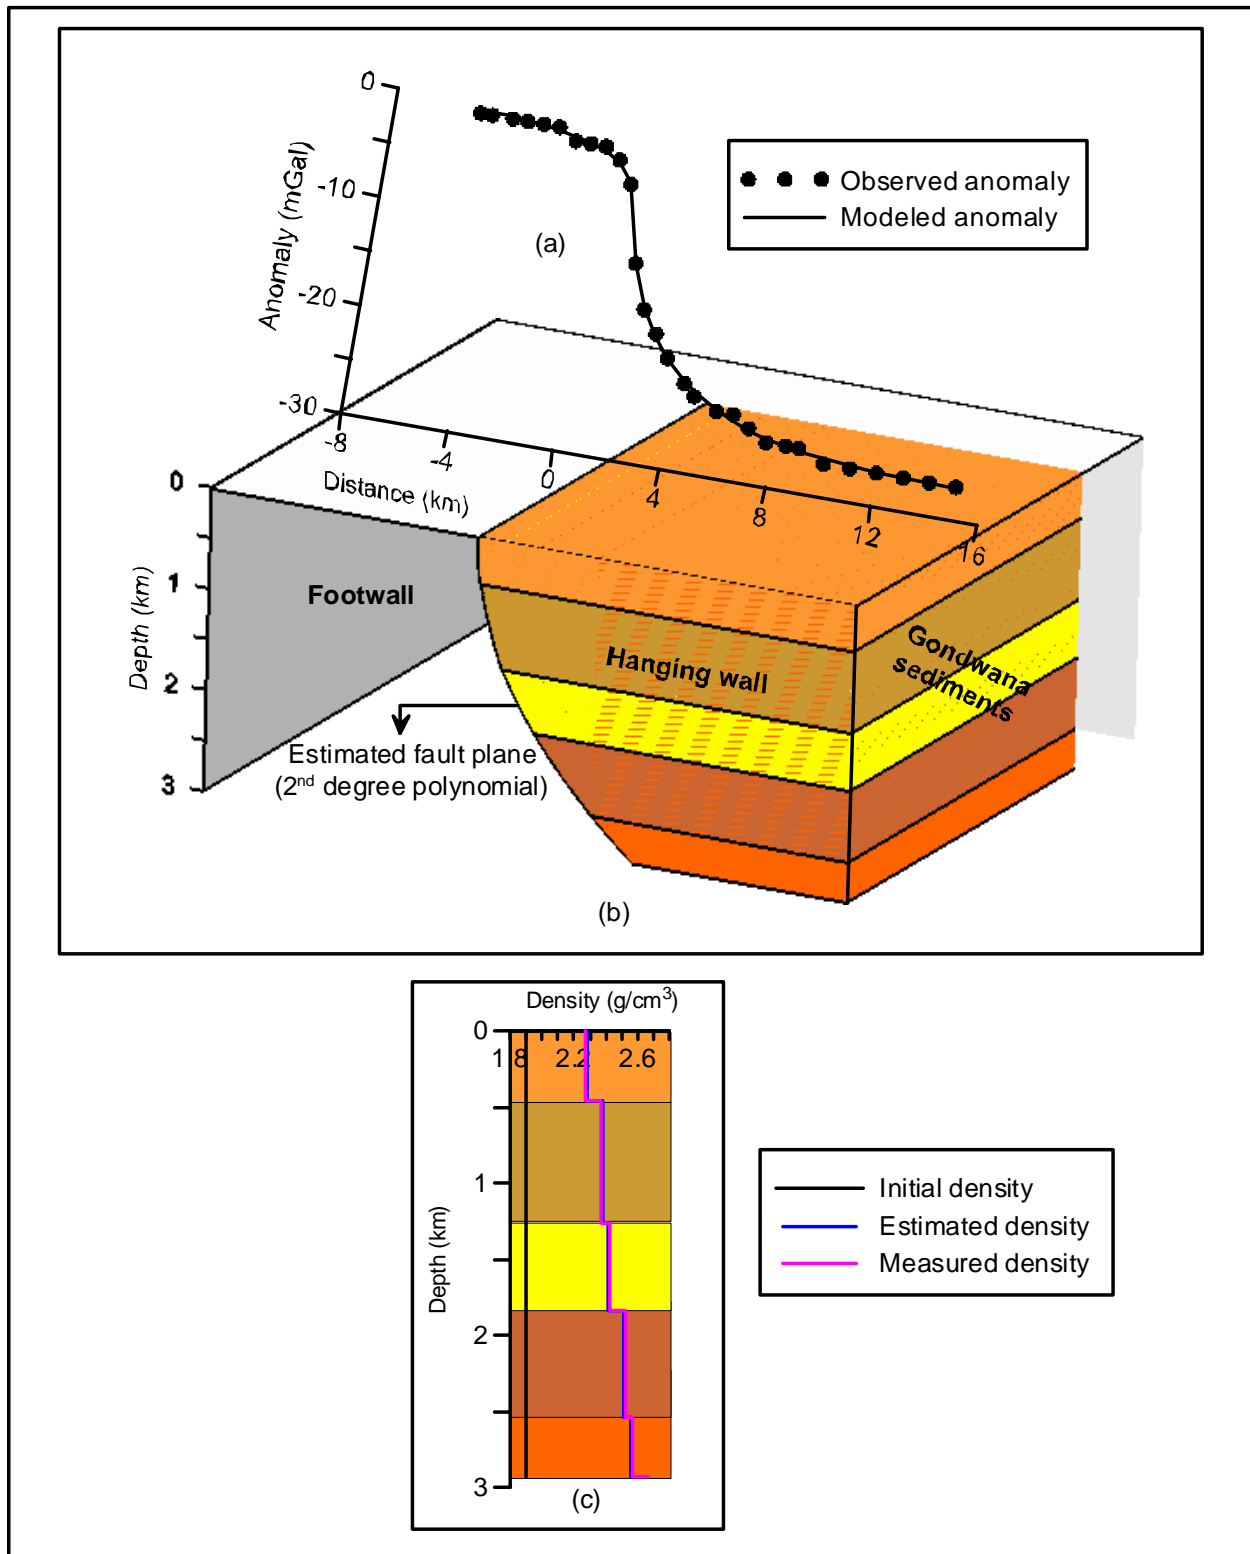 0
-10
-20
-30
Anomaly (mGal)
Observed anomaly
Modeled anomaly
(a)
-8
-4
0
4
8
12
16
Distance (km)
0
1
2
3
Depth (km)
Footwall
Hanging wall
Gondwana
sediments
Estimated fault plane
(2nd degree polynomial)
(b)
Density (g/cm3)
0
1.8
2.2
2.6
1
2
3
Depth (km)
(c)
Initial density
Estimated density
Measured density